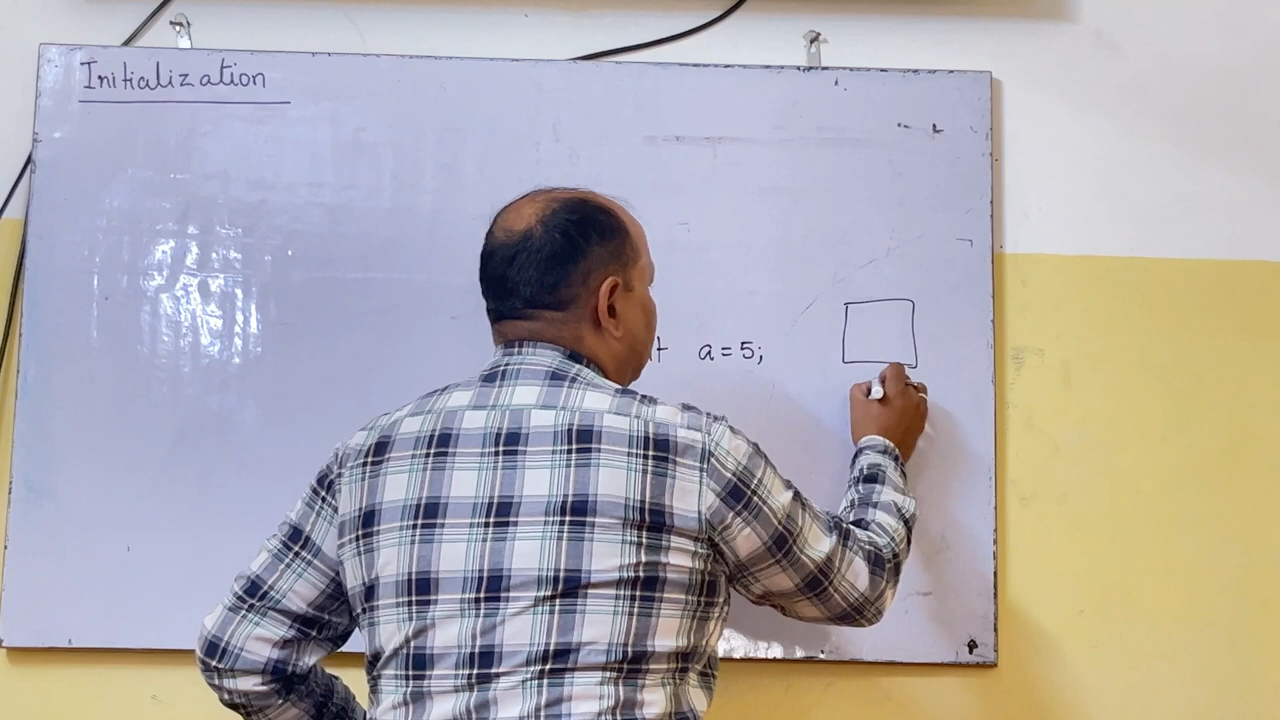 Initialization
a = 5;